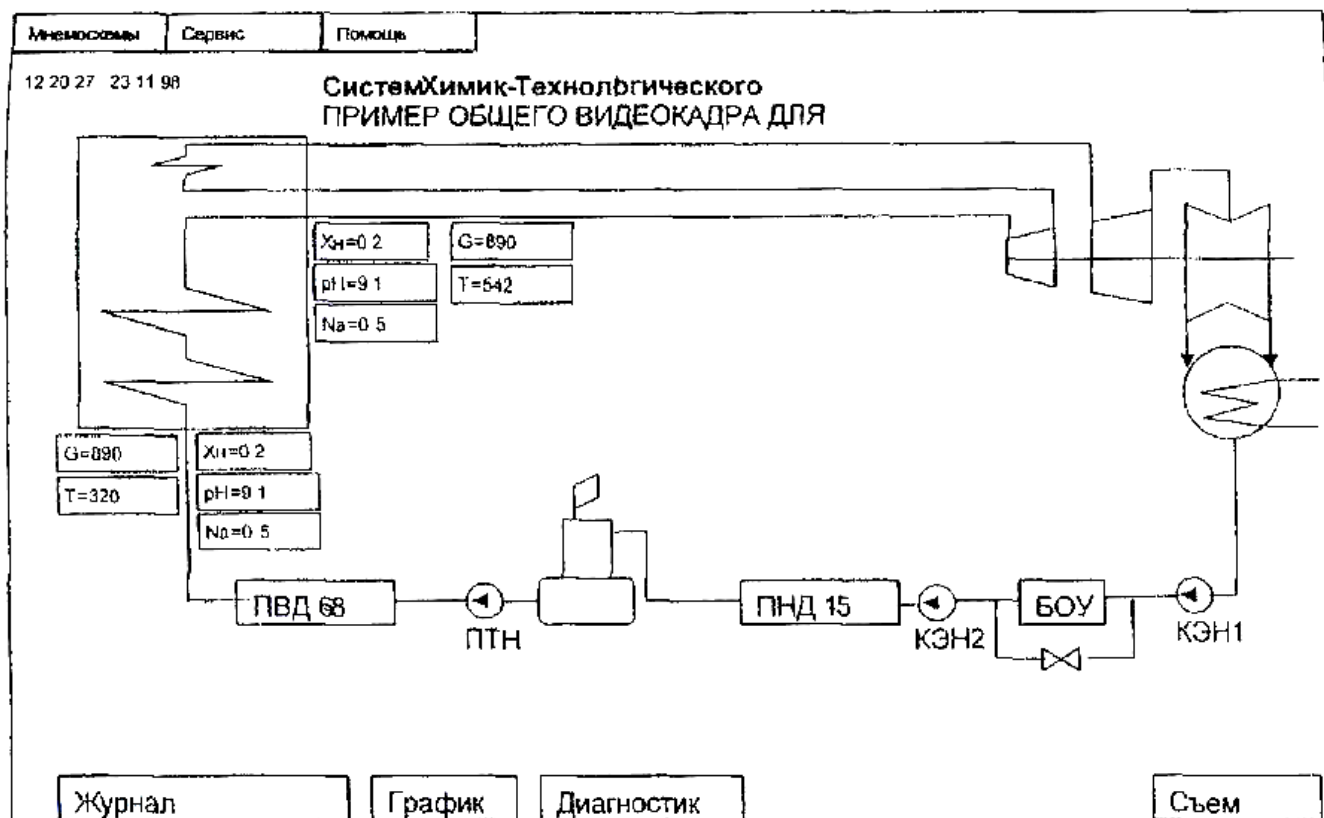 Мнемосхемы Сервис Помощь
12 20 27 23 11 98
СистемХимик-Технологического
ПРИМЕР ОБЩЕГО ВИДЕОКАДРА ДЛЯ
Хн=0 2 G=890
pH=9 1 T=542
Na=0 5
G=890 Хн=0 2
T=320 pH=9 1
Na=0 5
ПВД 68
ПТН
ПНД 15
КЭН2
БОУ
КЭН1
Журнал График Диагностик Съем